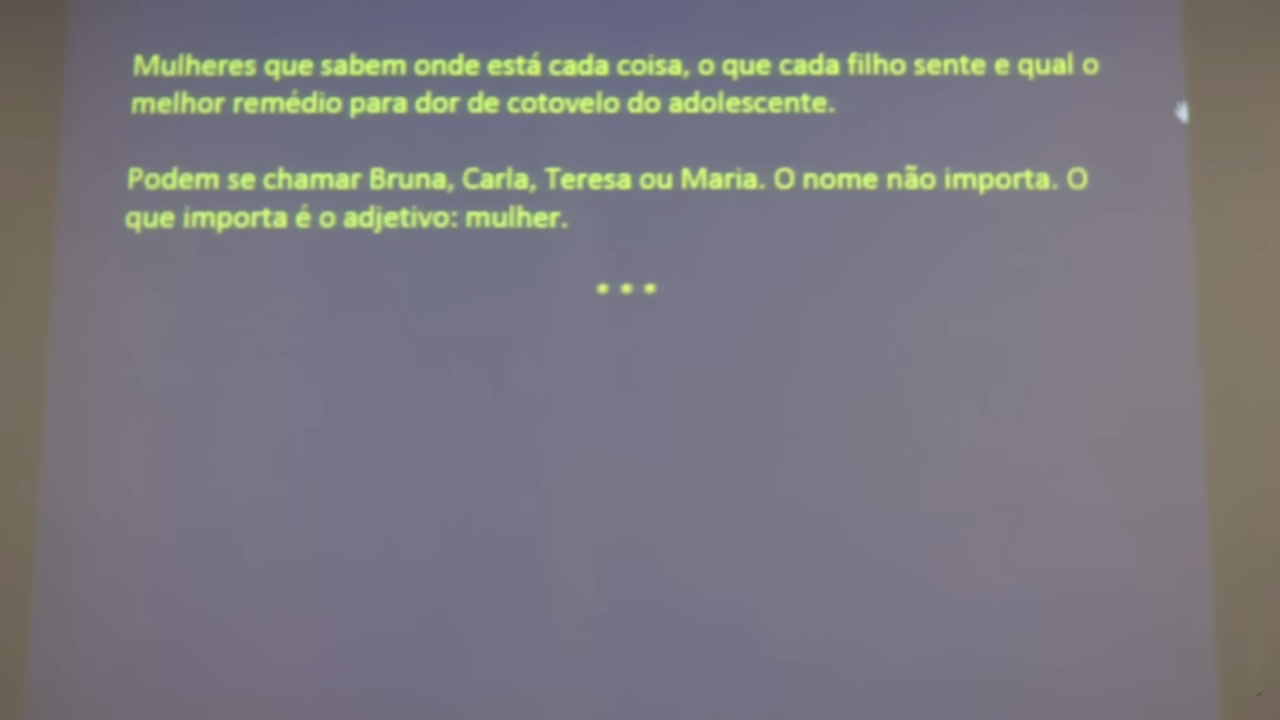 Mulheres que sabem onde está cada coisa, o que cada filho sente e qual o
melhor remédio para dor de cotovelo do adolescente.
Podem se chamar Bruna, Carla, Teresa ou Maria. O nome não importa. O
que importa é o adjetivo: mulher.
• • •